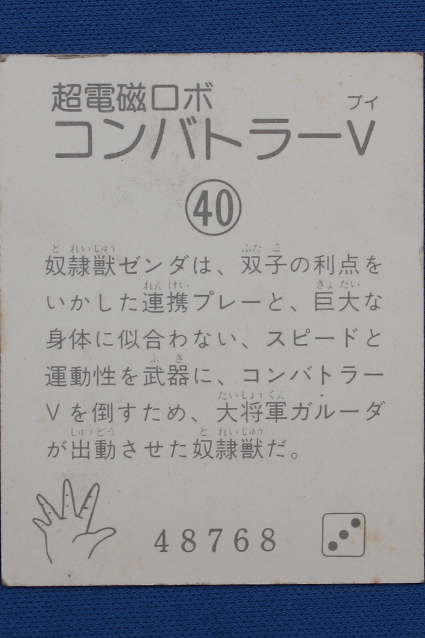 超電磁ロボ
ブイ
コンバトラーV
40
ど れいじゅう ふた ご
奴隷獣ゼンダは、双子の利点を
れん けい きょ だい
いかした連携プレーと、巨大な
身体に似合わない、スピードと
ぶ き
運動性を武器に、コンバトラー
だいしょうぐん
Vを倒すため、大将軍ガルーダ
しゅつどう ど れいじゅう
が出動させた奴隷獣だ。
48768